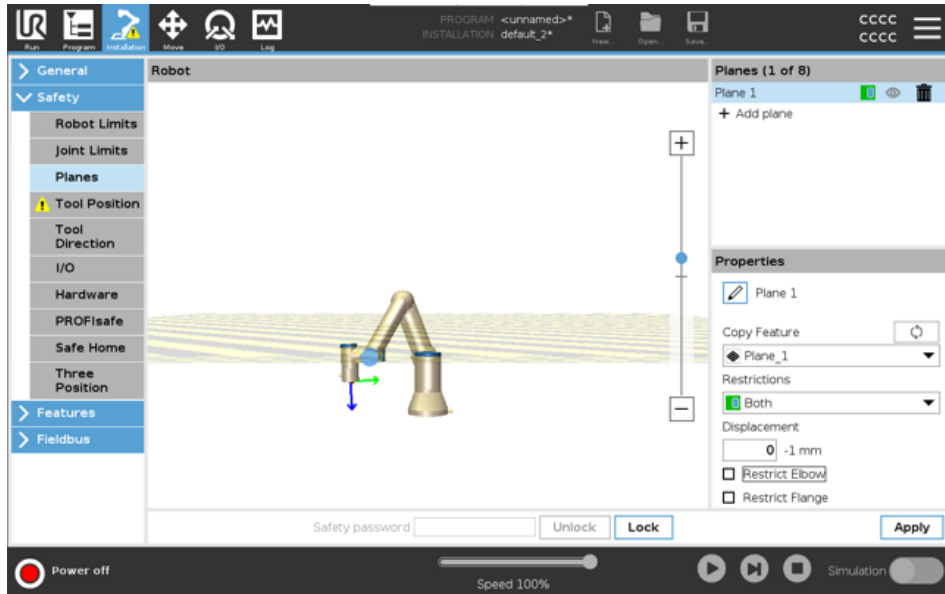 PROGRAM <unnamed>*
INSTALLATION default_2*
CCCC
CCCC
Run
Program
Installation
Move
I/O
Log
New...
Open...
Save...
General
Safety
Robot Limits
Joint Limits
Planes
Tool Position
Tool
Direction
I/O
Hardware
PROFIsafe
Safe Home
Three
Position
Features
Fieldbus
Robot
Planes (1 of 8)
Plane 1
+ Add plane
Properties
Plane 1
Copy Feature
Plane_1
Restrictions
Both
Displacement
0 -1 mm
Restrict Elbow
Restrict Flange
Safety password
Unlock
Lock
Apply
Power off
Speed 100%
Simulation